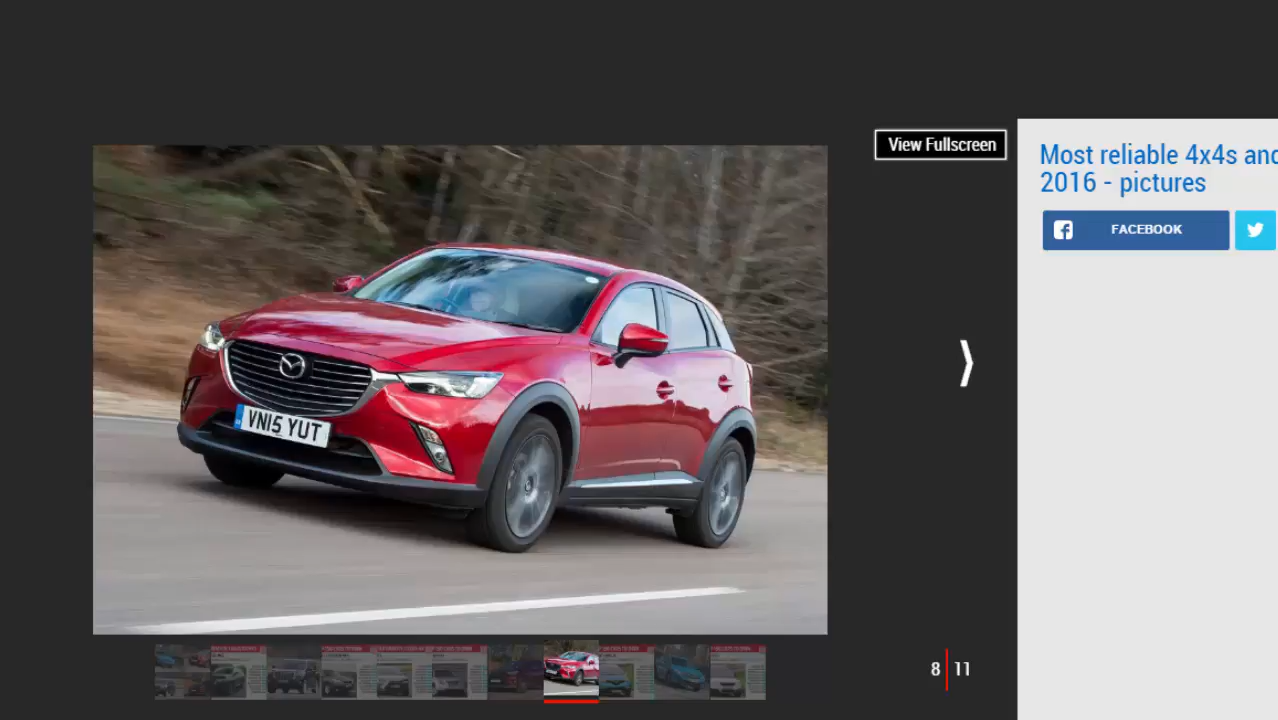 View Fullscreen
Most reliable 4x4s and
2016 - pictures
FACEBOOK
VN15 YUT
8 11